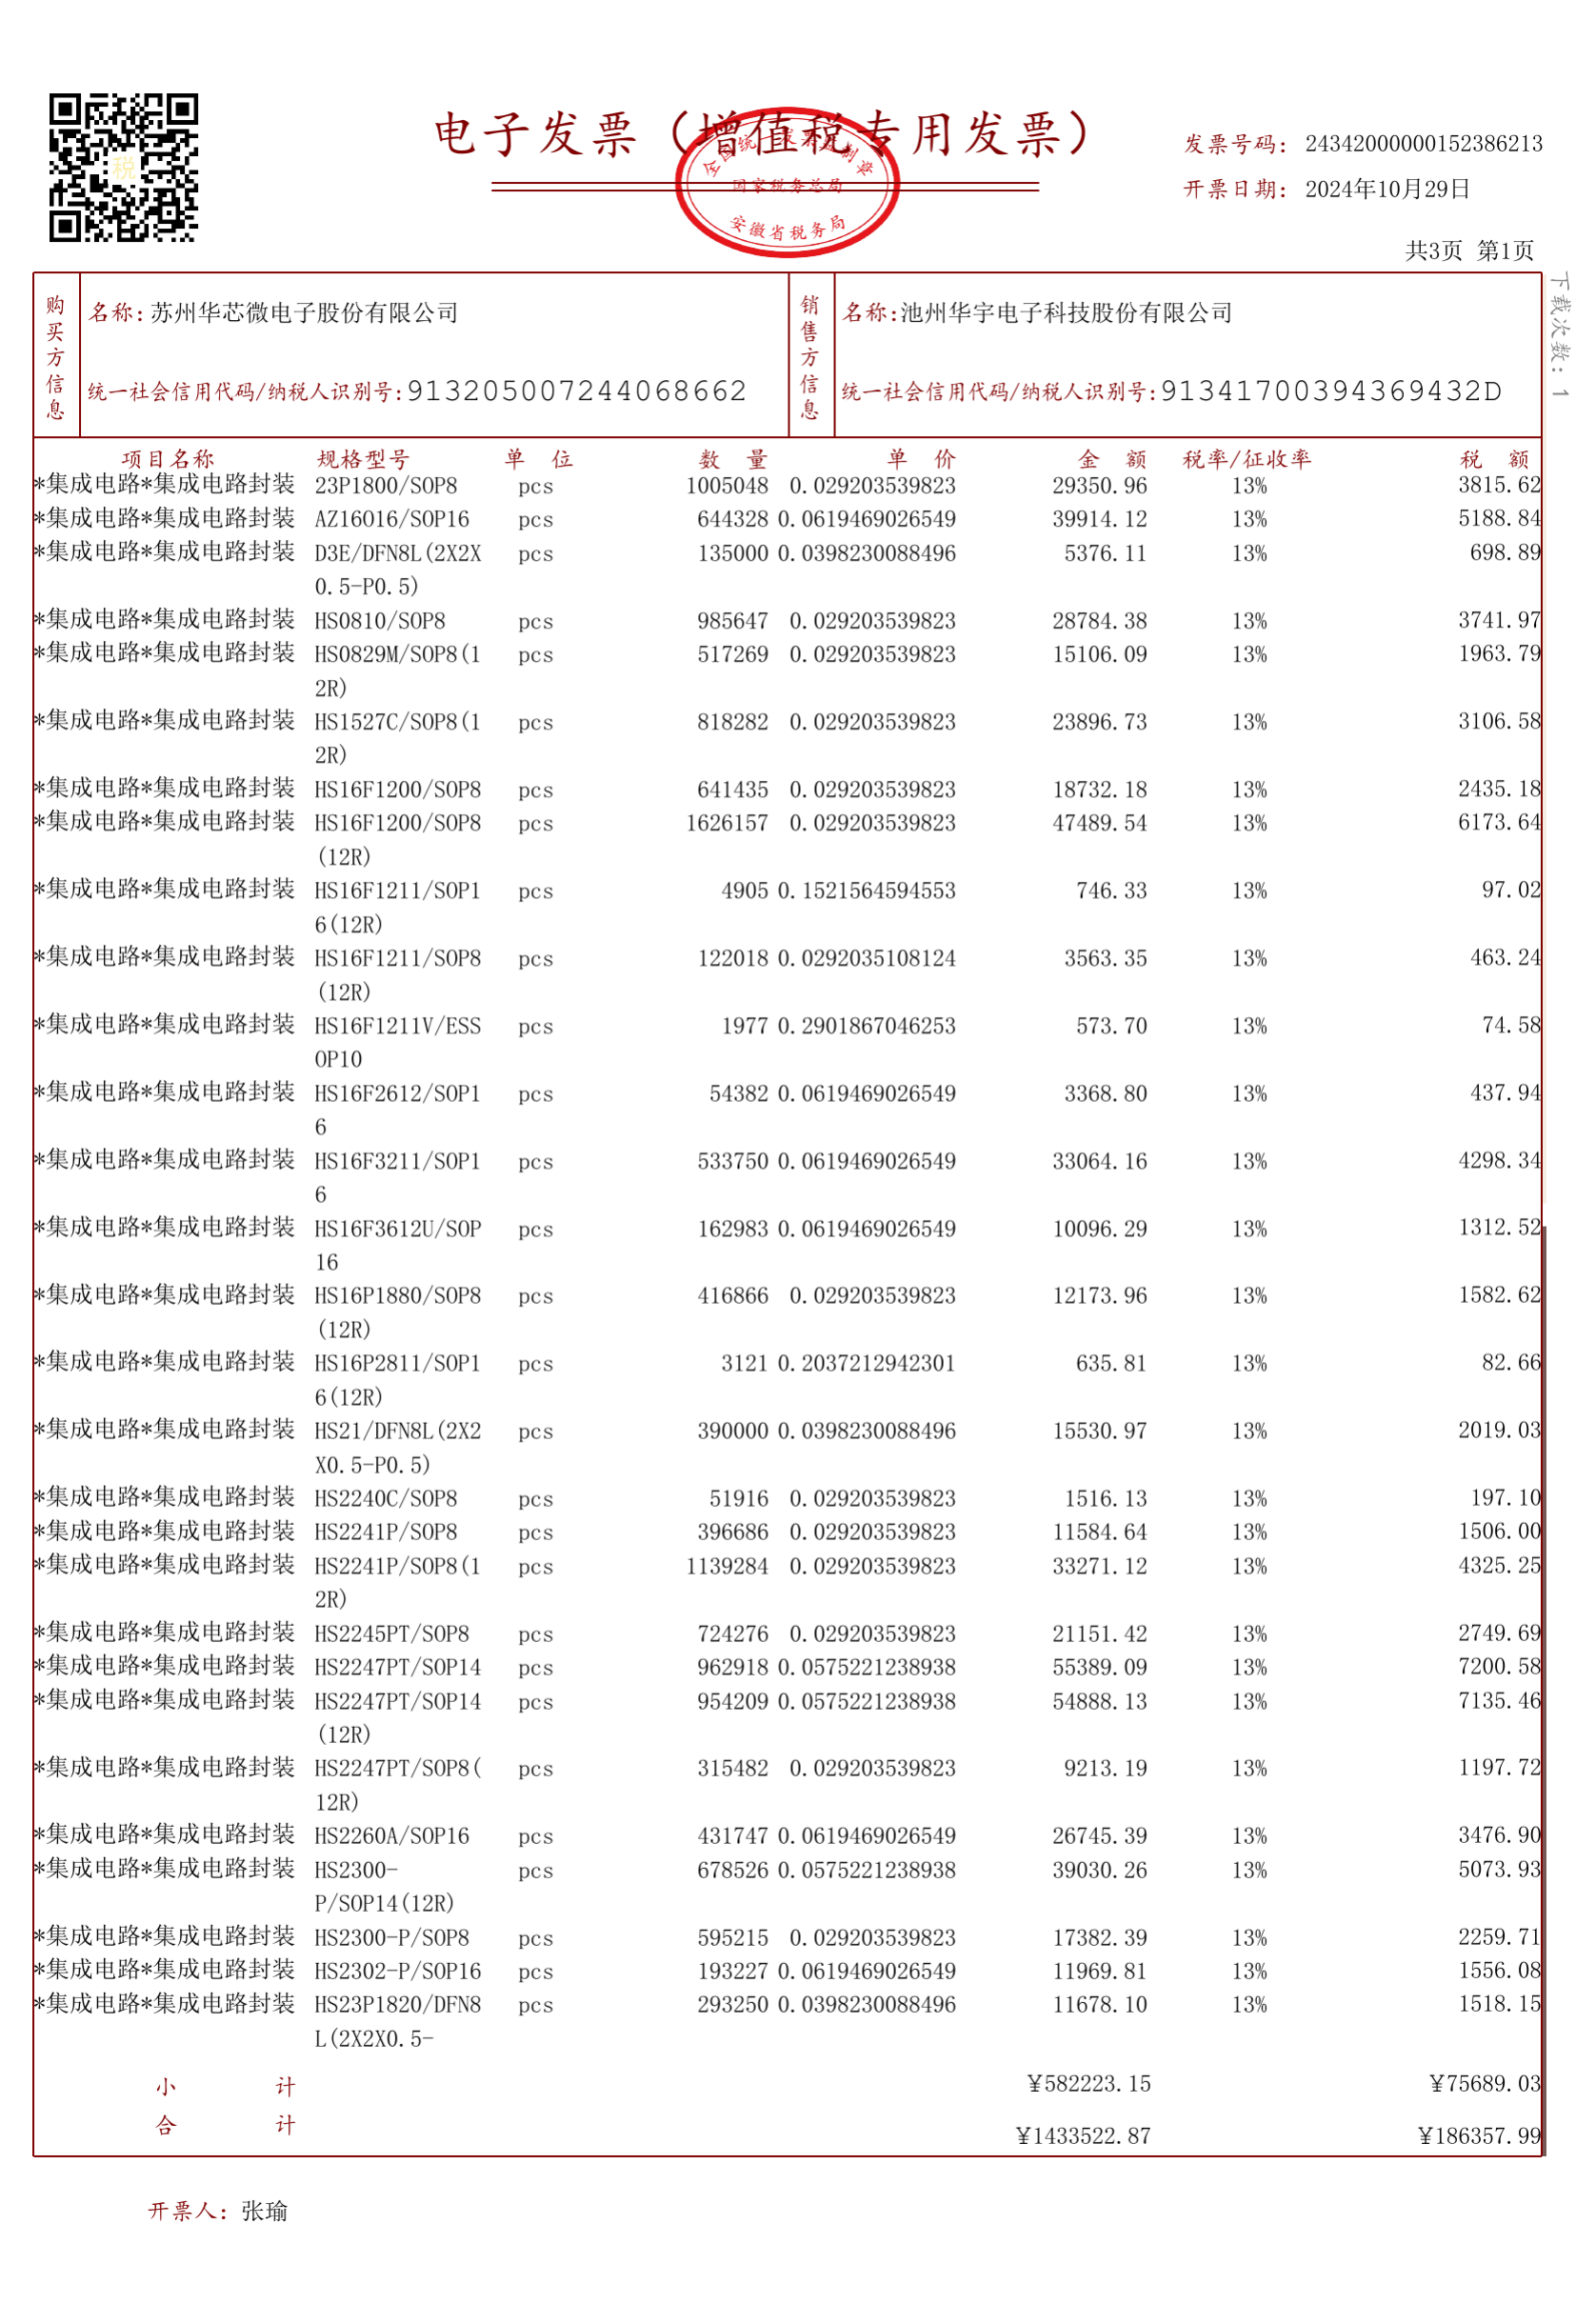 电子发票（增值税专用发票）
全国统一发票监制章
国家税务总局
安徽省税务局
税
发票号码：24342000000152386213
开票日期：2024年10月29日
共3页 第1页
下载次数：1
购买方信息
名称：苏州华芯微电子股份有限公司
统一社会信用代码/纳税人识别号：913205007244068662
销售方信息
名称：池州华宇电子科技股份有限公司
统一社会信用代码/纳税人识别号：91341700394369432D
项目名称 规格型号 单 位 数 量 单 价 金 额 税率/征收率 税 额
*集成电路*集成电路封装 23P1800/SOP8 pcs 1005048 0.029203539823 29350.96 13% 3815.62
*集成电路*集成电路封装 AZ16016/SOP16 pcs 644328 0.0619469026549 39914.12 13% 5188.84
*集成电路*集成电路封装 D3E/DFN8L(2X2X pcs 135000 0.0398230088496 5376.11 13% 698.89
0.5-P0.5)
*集成电路*集成电路封装 HS0810/SOP8 pcs 985647 0.029203539823 28784.38 13% 3741.97
*集成电路*集成电路封装 HS0829M/SOP8(1 pcs 517269 0.029203539823 15106.09 13% 1963.79
2R)
*集成电路*集成电路封装 HS1527C/SOP8(1 pcs 818282 0.029203539823 23896.73 13% 3106.58
2R)
*集成电路*集成电路封装 HS16F1200/SOP8 pcs 641435 0.029203539823 18732.18 13% 2435.18
*集成电路*集成电路封装 HS16F1200/SOP8 pcs 1626157 0.029203539823 47489.54 13% 6173.64
(12R)
*集成电路*集成电路封装 HS16F1211/SOP1 pcs 4905 0.1521564594553 746.33 13% 97.02
6(12R)
*集成电路*集成电路封装 HS16F1211/SOP8 pcs 122018 0.0292035108124 3563.35 13% 463.24
(12R)
*集成电路*集成电路封装 HS16F1211V/ESS pcs 1977 0.2901867046253 573.70 13% 74.58
OP10
*集成电路*集成电路封装 HS16F2612/SOP1 pcs 54382 0.0619469026549 3368.80 13% 437.94
6
*集成电路*集成电路封装 HS16F3211/SOP1 pcs 533750 0.0619469026549 33064.16 13% 4298.34
6
*集成电路*集成电路封装 HS16F3612U/SOP pcs 162983 0.0619469026549 10096.29 13% 1312.52
16
*集成电路*集成电路封装 HS16P1880/SOP8 pcs 416866 0.029203539823 12173.96 13% 1582.62
(12R)
*集成电路*集成电路封装 HS16P2811/SOP1 pcs 3121 0.2037212942301 635.81 13% 82.66
6(12R)
*集成电路*集成电路封装 HS21/DFN8L(2X2 pcs 390000 0.0398230088496 15530.97 13% 2019.03
X0.5-P0.5)
*集成电路*集成电路封装 HS2240C/SOP8 pcs 51916 0.029203539823 1516.13 13% 197.10
*集成电路*集成电路封装 HS2241P/SOP8 pcs 396686 0.029203539823 11584.64 13% 1506.00
*集成电路*集成电路封装 HS2241P/SOP8(1 pcs 1139284 0.029203539823 33271.12 13% 4325.25
2R)
*集成电路*集成电路封装 HS2245PT/SOP8 pcs 724276 0.029203539823 21151.42 13% 2749.69
*集成电路*集成电路封装 HS2247PT/SOP14 pcs 962918 0.0575221238938 55389.09 13% 7200.58
*集成电路*集成电路封装 HS2247PT/SOP14 pcs 954209 0.0575221238938 54888.13 13% 7135.46
(12R)
*集成电路*集成电路封装 HS2247PT/SOP8( pcs 315482 0.029203539823 9213.19 13% 1197.72
12R)
*集成电路*集成电路封装 HS2260A/SOP16 pcs 431747 0.0619469026549 26745.39 13% 3476.90
*集成电路*集成电路封装 HS2300- pcs 678526 0.0575221238938 39030.26 13% 5073.93
P/SOP14(12R)
*集成电路*集成电路封装 HS2300-P/SOP8 pcs 595215 0.029203539823 17382.39 13% 2259.71
*集成电路*集成电路封装 HS2302-P/SOP16 pcs 193227 0.0619469026549 11969.81 13% 1556.08
*集成电路*集成电路封装 HS23P1820/DFN8 pcs 293250 0.0398230088496 11678.10 13% 1518.15
L(2X2X0.5-
小 计 ¥582223.15 ¥75689.03
合 计 ¥1433522.87 ¥186357.99
开票人：张瑜